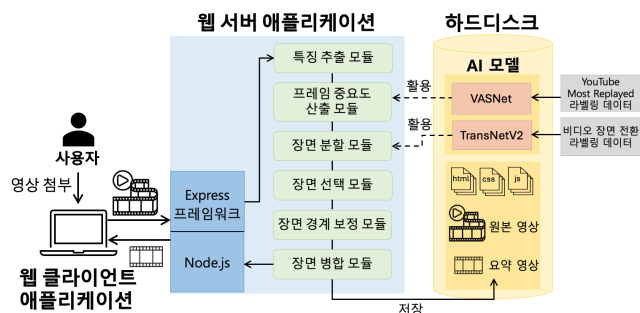 웹 서버 애플리케이션
하드디스크
특징 추출 모듈
프레임 중요도
산출 모듈
장면 분할 모듈
장면 선택 모듈
장면 경계 보정 모듈
장면 병합 모듈
Express
프레임워크
Node.js
사용자
영상 첨부
웹 클라이언트
애플리케이션
활용
활용
AI 모델
VASNet
TransNetV2
YouTube
Most Replayed
라벨링 데이터
비디오 장면 전환
라벨링 데이터
html
css
js
원본 영상
요약 영상
저장